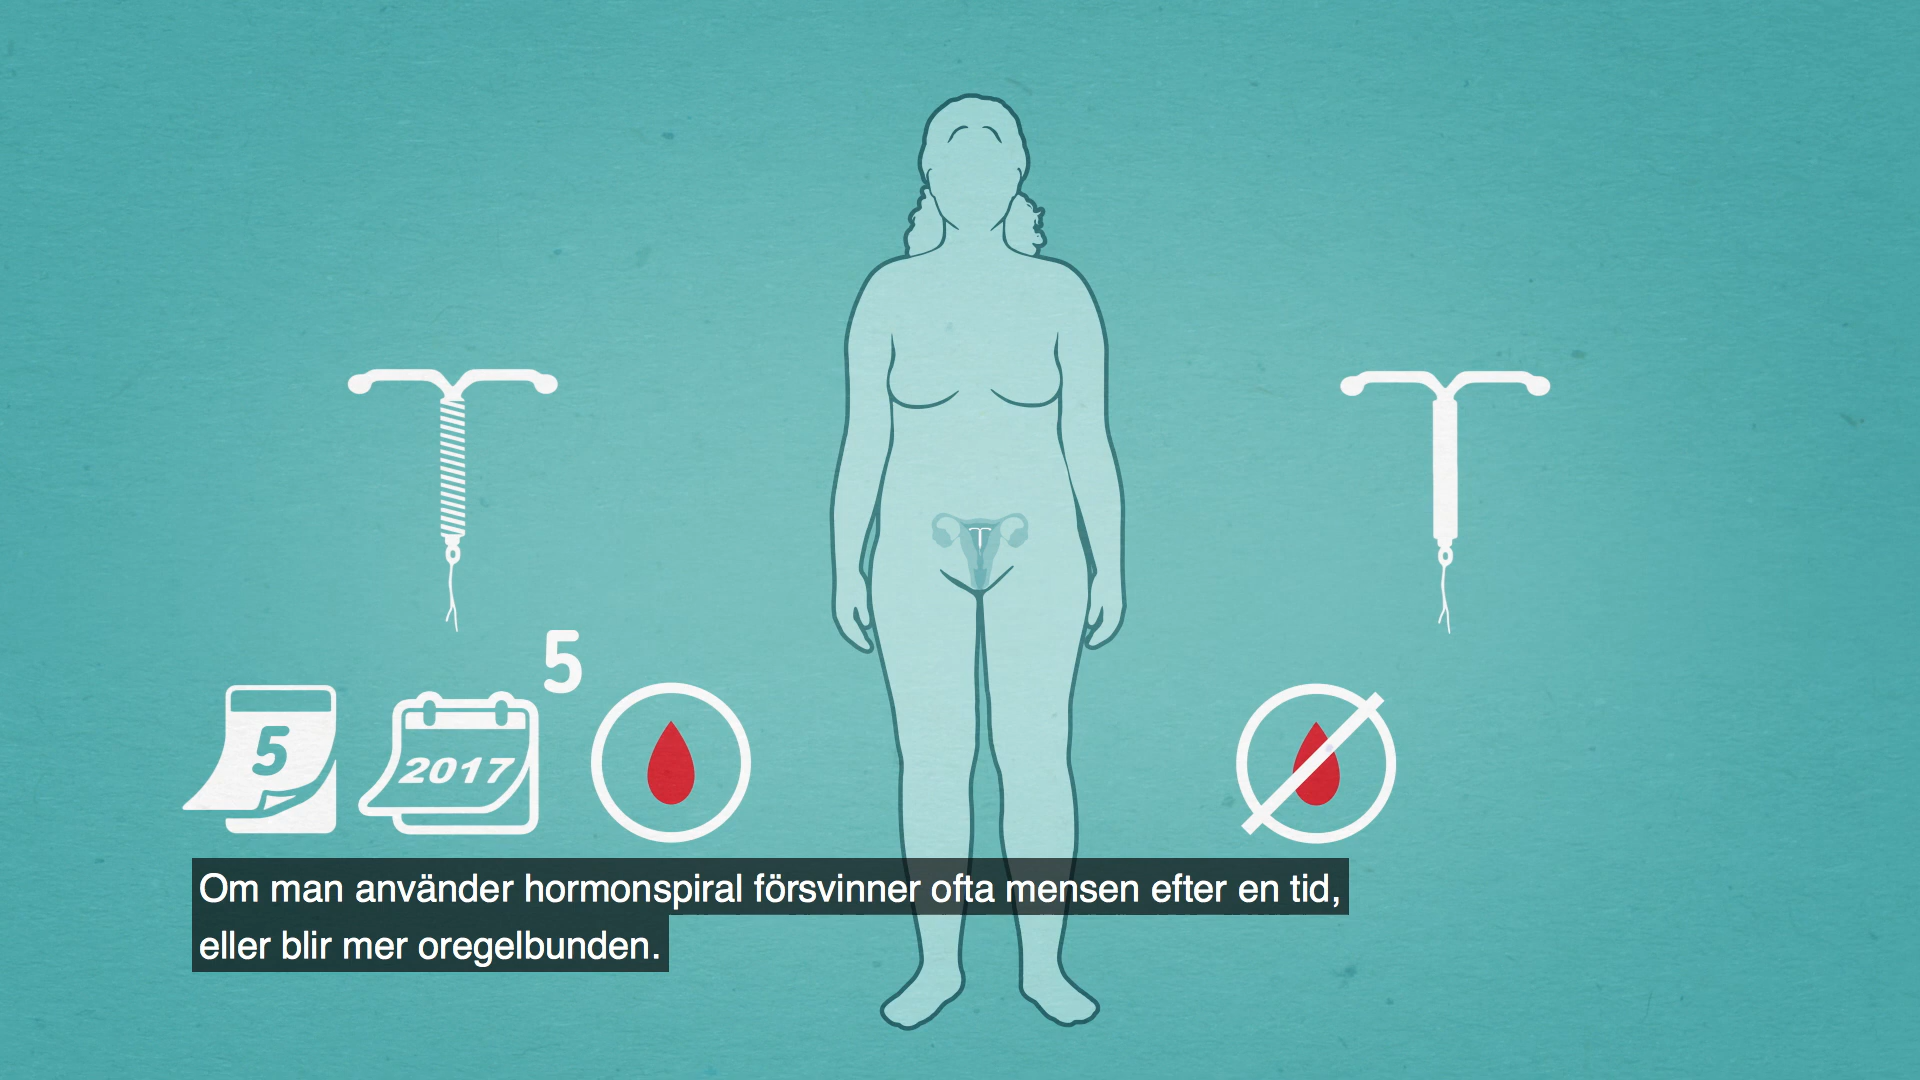 5
5
2017
Om man använder hormonspiral försvinner ofta mensen efter en tid,
eller blir mer oregelbunden.